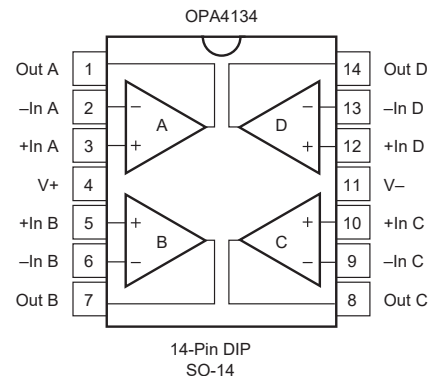 OPA4134
Out A 1 14 Out D
–In A 2 – – 13 –In D
A D
+In A 3 + + 12 +In D
V+ 4 11 V–
+In B 5 + + 10 +In C
B C
–In B 6 – – 9 –In C
Out B 7 8 Out C
14-Pin DIP
SO-14